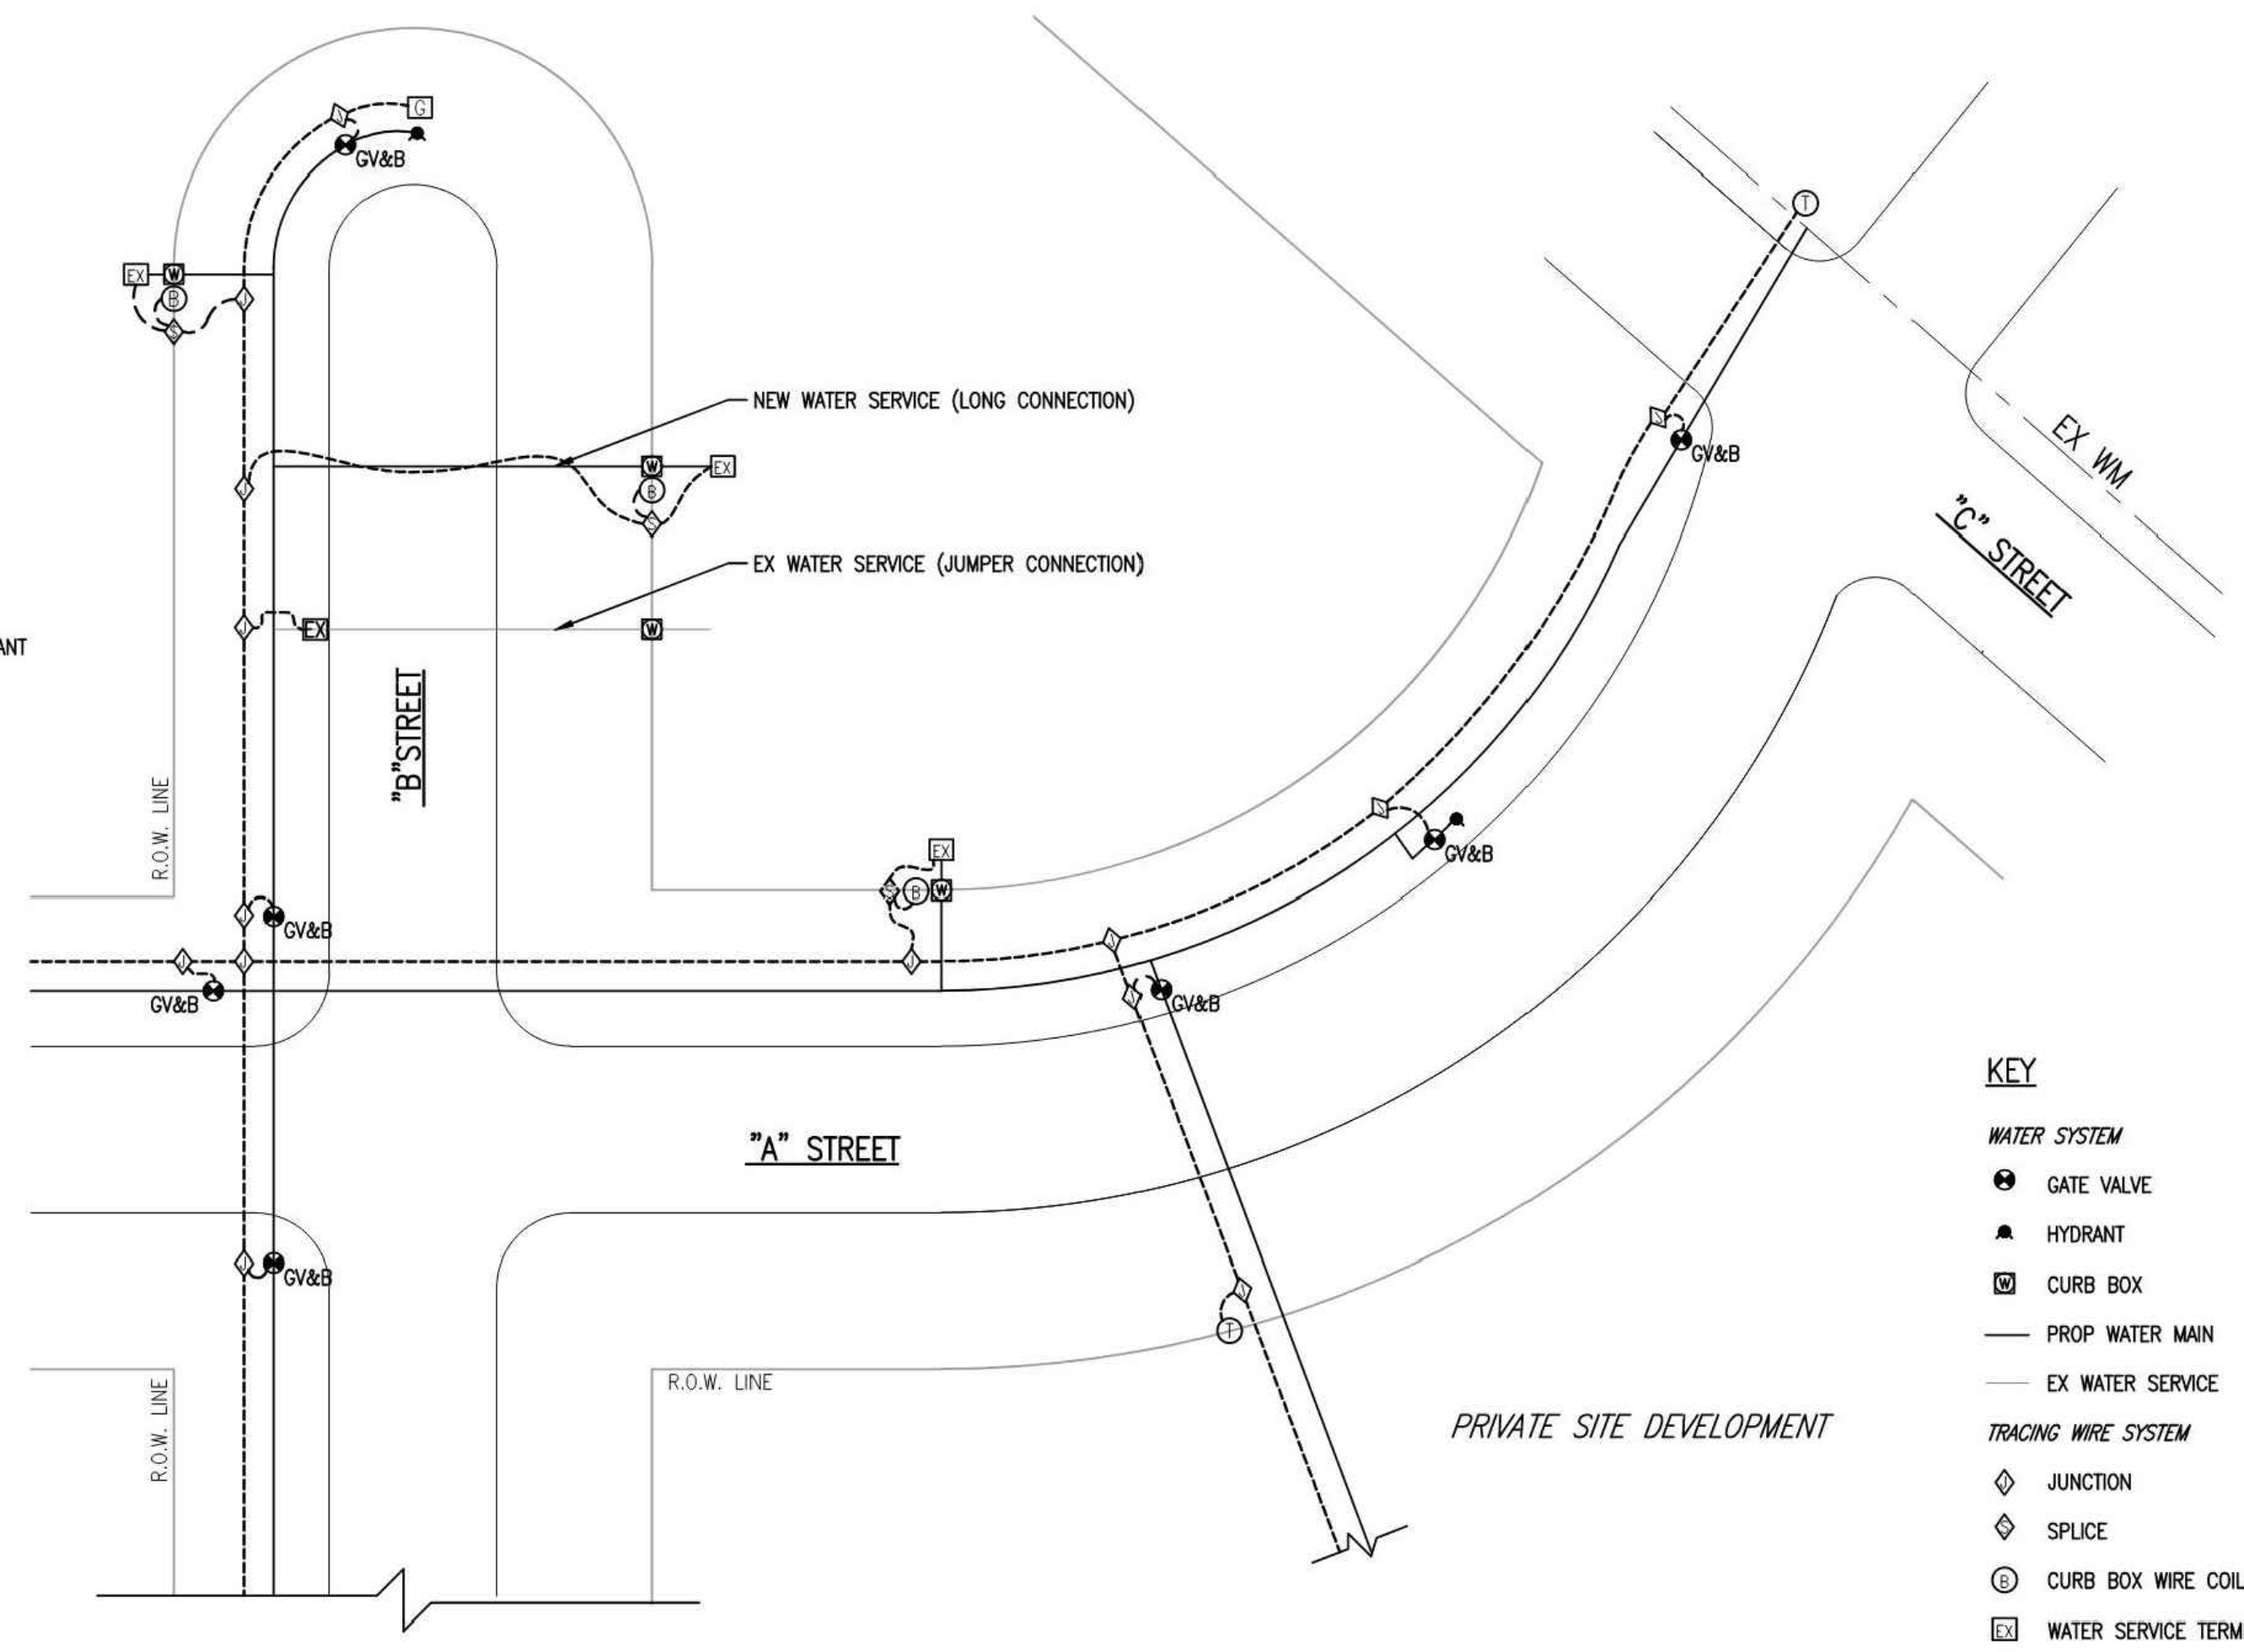 G
GV&B
T
EX
W
B
S
J
NEW WATER SERVICE (LONG CONNECTION)
J
W
EX
B
S
S
GV&B
EX WM
"C" STREET
EX WATER SERVICE (JUMPER CONNECTION)
J
EX
W
ANT
"B"STREET
R.O.W. LINE
GV&B
EX
S
B
W
J
GV&B
J
J
J
J
GV&B
GV&B
"A" STREET
J
GV&B
T
R.O.W. LINE
R.O.W. LINE
PRIVATE SITE DEVELOPMENT
KEY
WATER SYSTEM
GATE VALVE
HYDRANT
W CURB BOX
PROP WATER MAIN
EX WATER SERVICE
TRACING WIRE SYSTEM
J JUNCTION
S SPLICE
B CURB BOX WIRE COIL
EX WATER SERVICE TERM